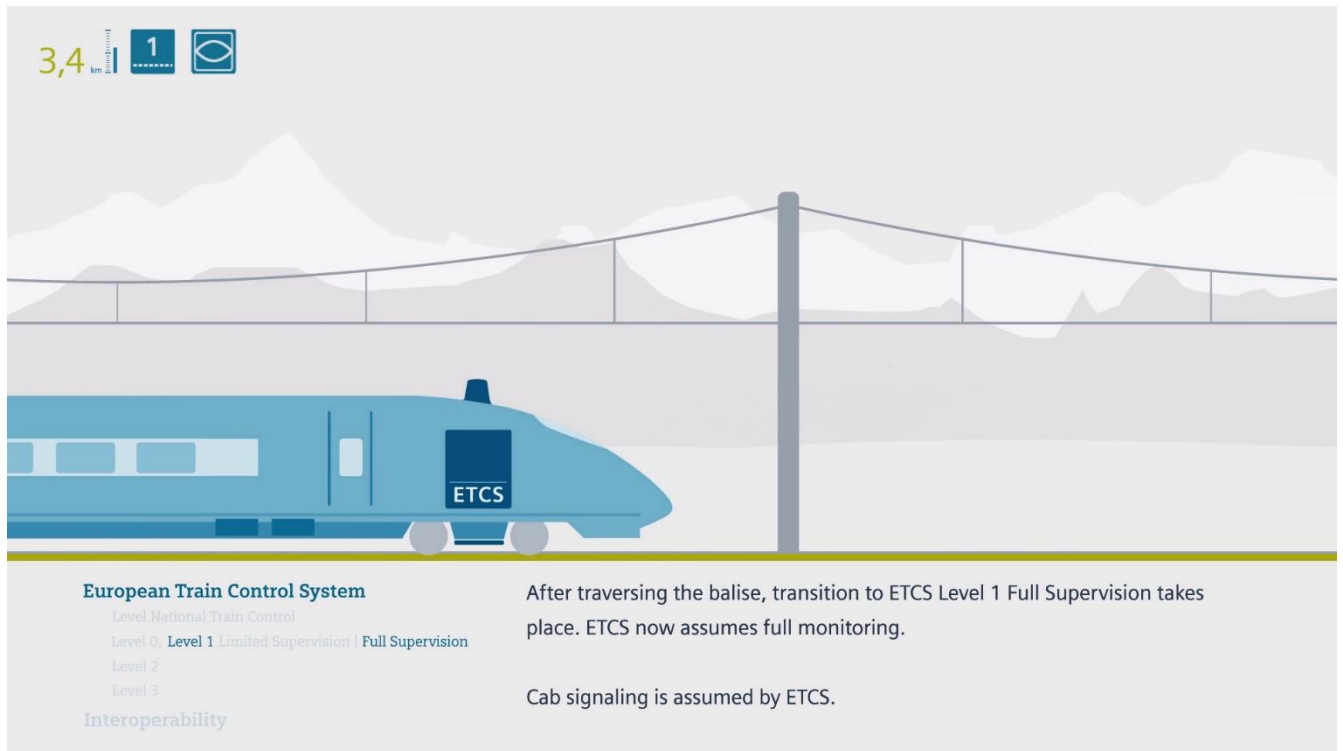 3,4 km
1
ETCS
European Train Control System
Level National Train Control
Level 0, Level 1 Limited Supervision | Full Supervision
Level 2
Level 3
Interoperability
After traversing the balise, transition to ETCS Level 1 Full Supervision takes
place. ETCS now assumes full monitoring.
Cab signaling is assumed by ETCS.